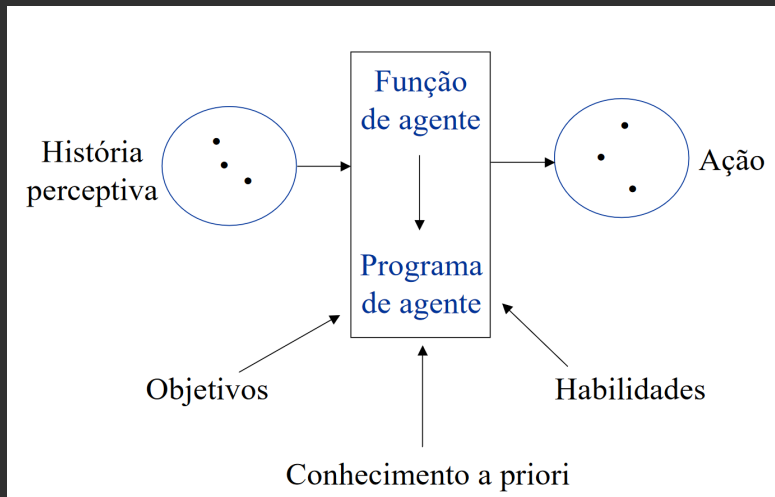 Função
de agente
História
perceptiva
Ação
Programa
de agente
Objetivos
Habilidades
Conhecimento a priori